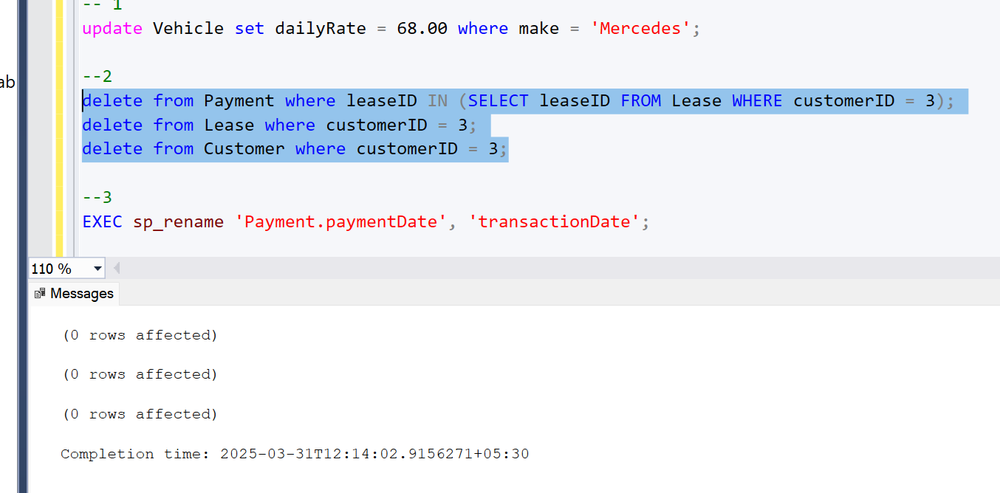 -- 1
update Vehicle set dailyRate = 68.00 where make = 'Mercedes';
ab
--2
delete from Payment where leaseID IN (SELECT leaseID FROM Lease WHERE customerID = 3);
delete from Lease where customerID = 3;
delete from Customer where customerID = 3;
--3
EXEC sp_rename 'Payment.paymentDate', 'transactionDate';
110 %
Messages
(0 rows affected)
(0 rows affected)
(0 rows affected)
Completion time: 2025-03-31T12:14:02.9156271+05:30